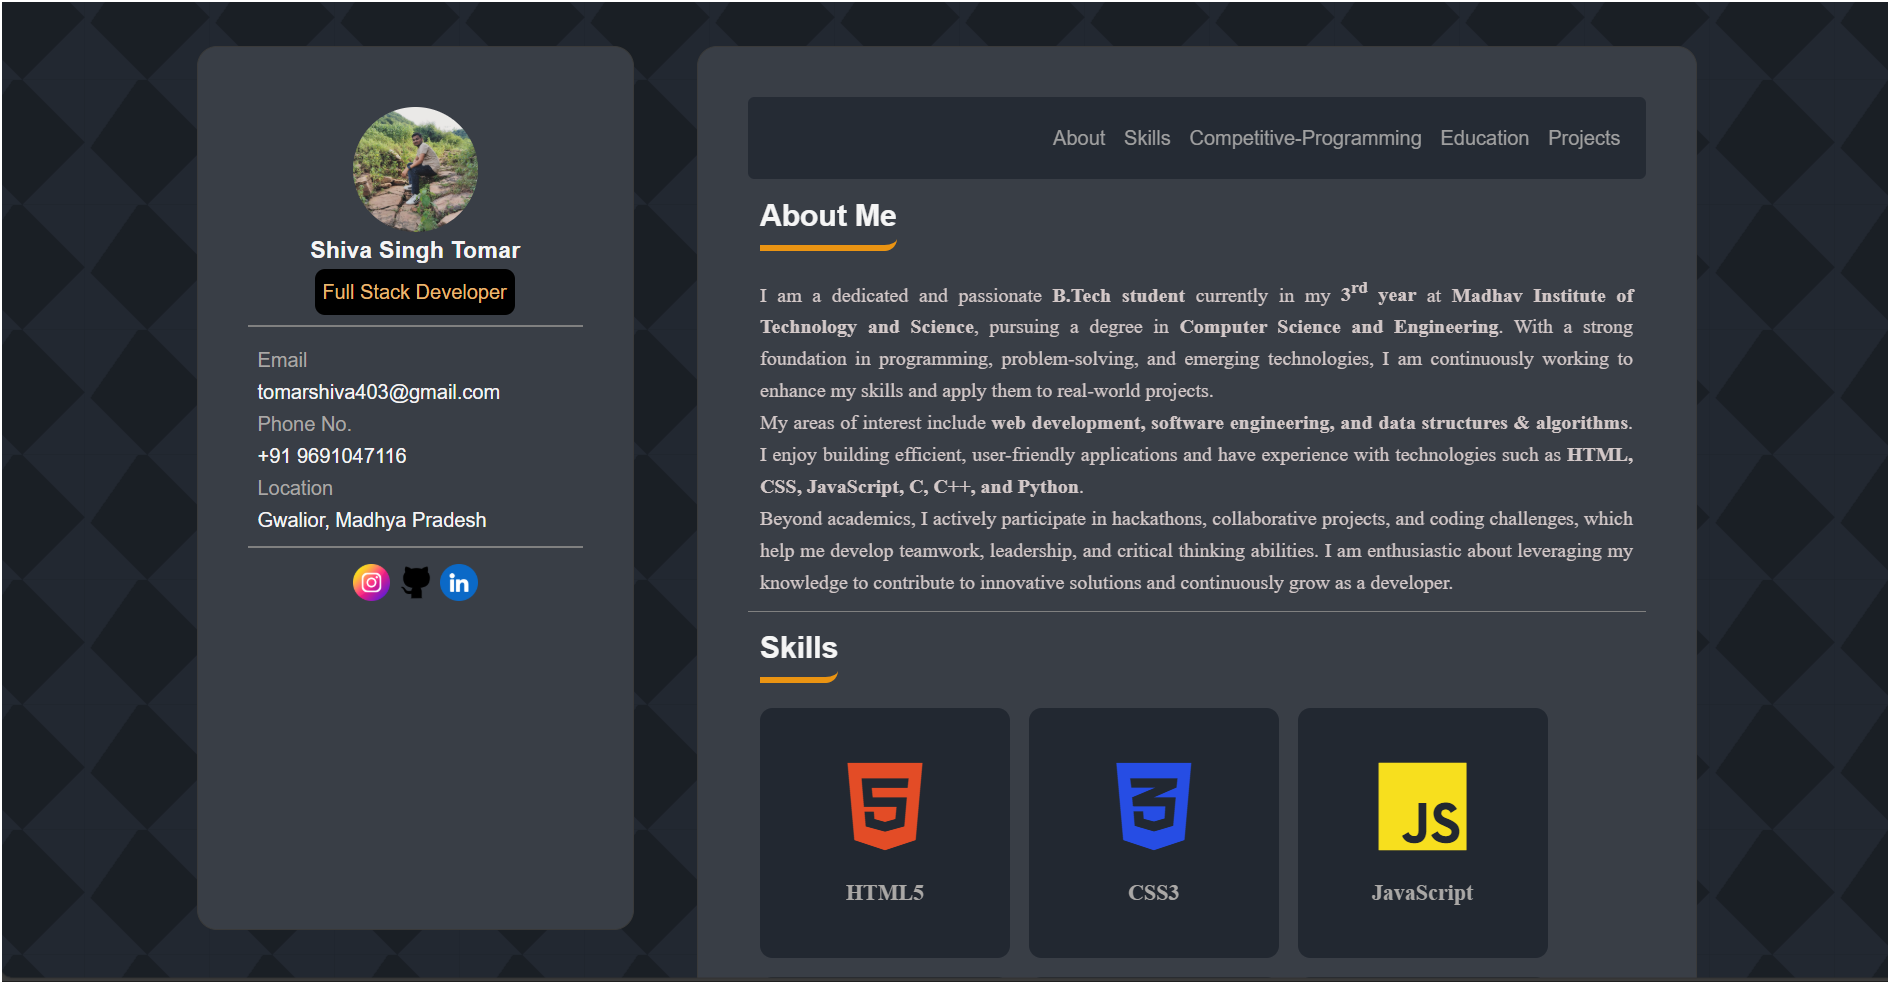 Shiva Singh Tomar
Full Stack Developer
Email
tomarshiva403@gmail.com
Phone No.
+91 9691047116
Location
Gwalior, Madhya Pradesh
in
About Skills Competitive-Programming Education Projects
About Me
I am a dedicated and passionate B.Tech student currently in my 3rd year at Madhav Institute of
Technology and Science, pursuing a degree in Computer Science and Engineering. With a strong
foundation in programming, problem-solving, and emerging technologies, I am continuously working to
enhance my skills and apply them to real-world projects.
My areas of interest include web development, software engineering, and data structures & algorithms.
I enjoy building efficient, user-friendly applications and have experience with technologies such as HTML,
CSS, JavaScript, C, C++, and Python.
Beyond academics, I actively participate in hackathons, collaborative projects, and coding challenges, which
help me develop teamwork, leadership, and critical thinking abilities. I am enthusiastic about leveraging my
knowledge to contribute to innovative solutions and continuously grow as a developer.
Skills
5
3
JS
HTML5
CSS3
JavaScript